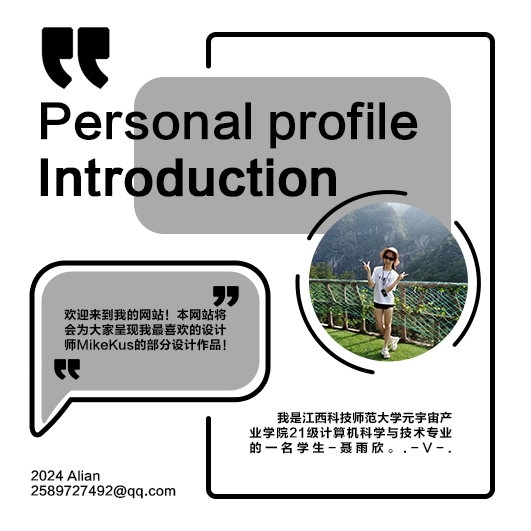 Personal profile
Introduction
欢迎来到我的网站！本网站将
会为大家呈现我最喜欢的设计
师MikeKus的部分设计作品！
我是江西科技师范大学元宇宙产
业学院21级计算机科学与技术专业
的一名学生-聂雨欣。.-V-.
2024 Alian
2589727492@qq.com